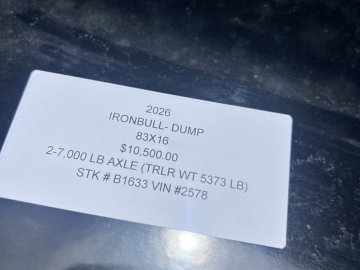 2026
IRONBULL- DUMP
83X16
$10,500.00
2-7,000 LB AXLE (TRLR WT 5373 LB)
STK # B1633 VIN #2578